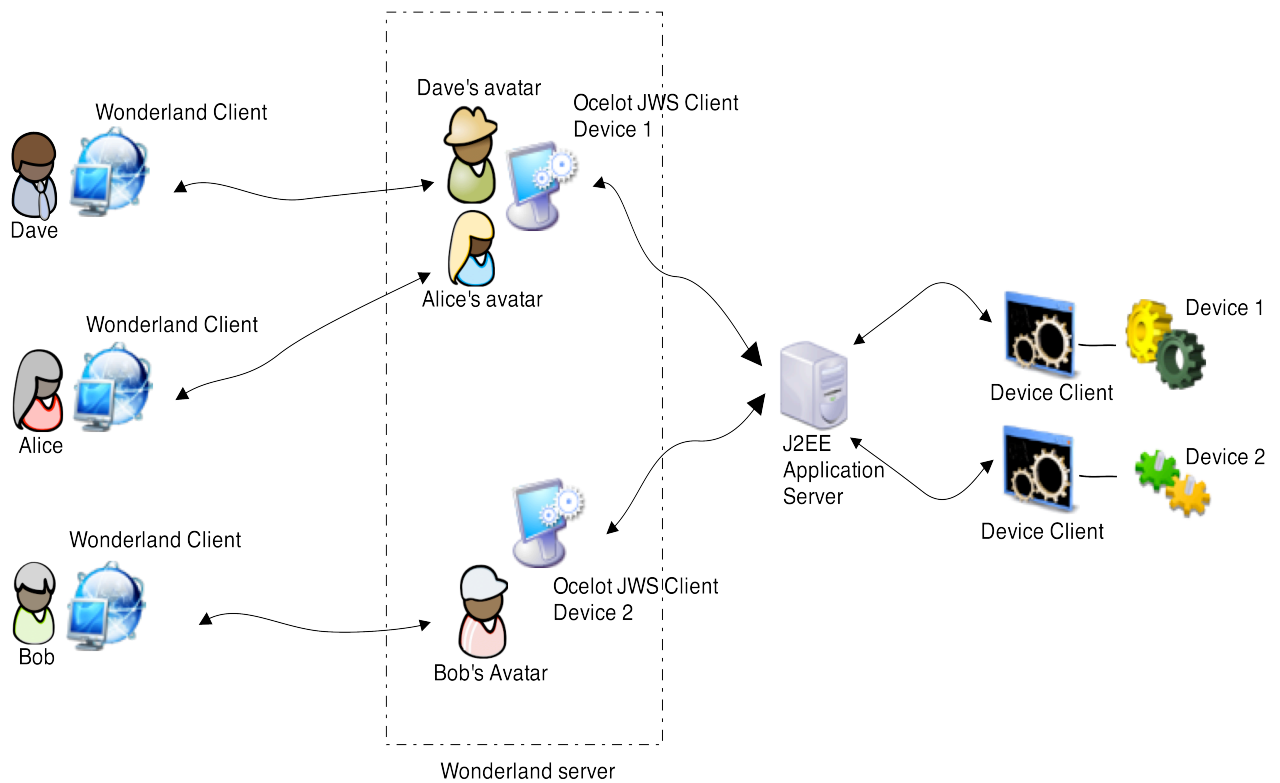 Dave's avatar
Ocelot JWS Client
Device 1
Wonderland Client
Dave
Alice's avatar
Wonderland Client
Alice
Device 1
Device Client
J2EE
Application
Server
Device 2
Device Client
Wonderland Client
Bob
Ocelot JWS Client
Device 2
Bob's Avatar
Wonderland server